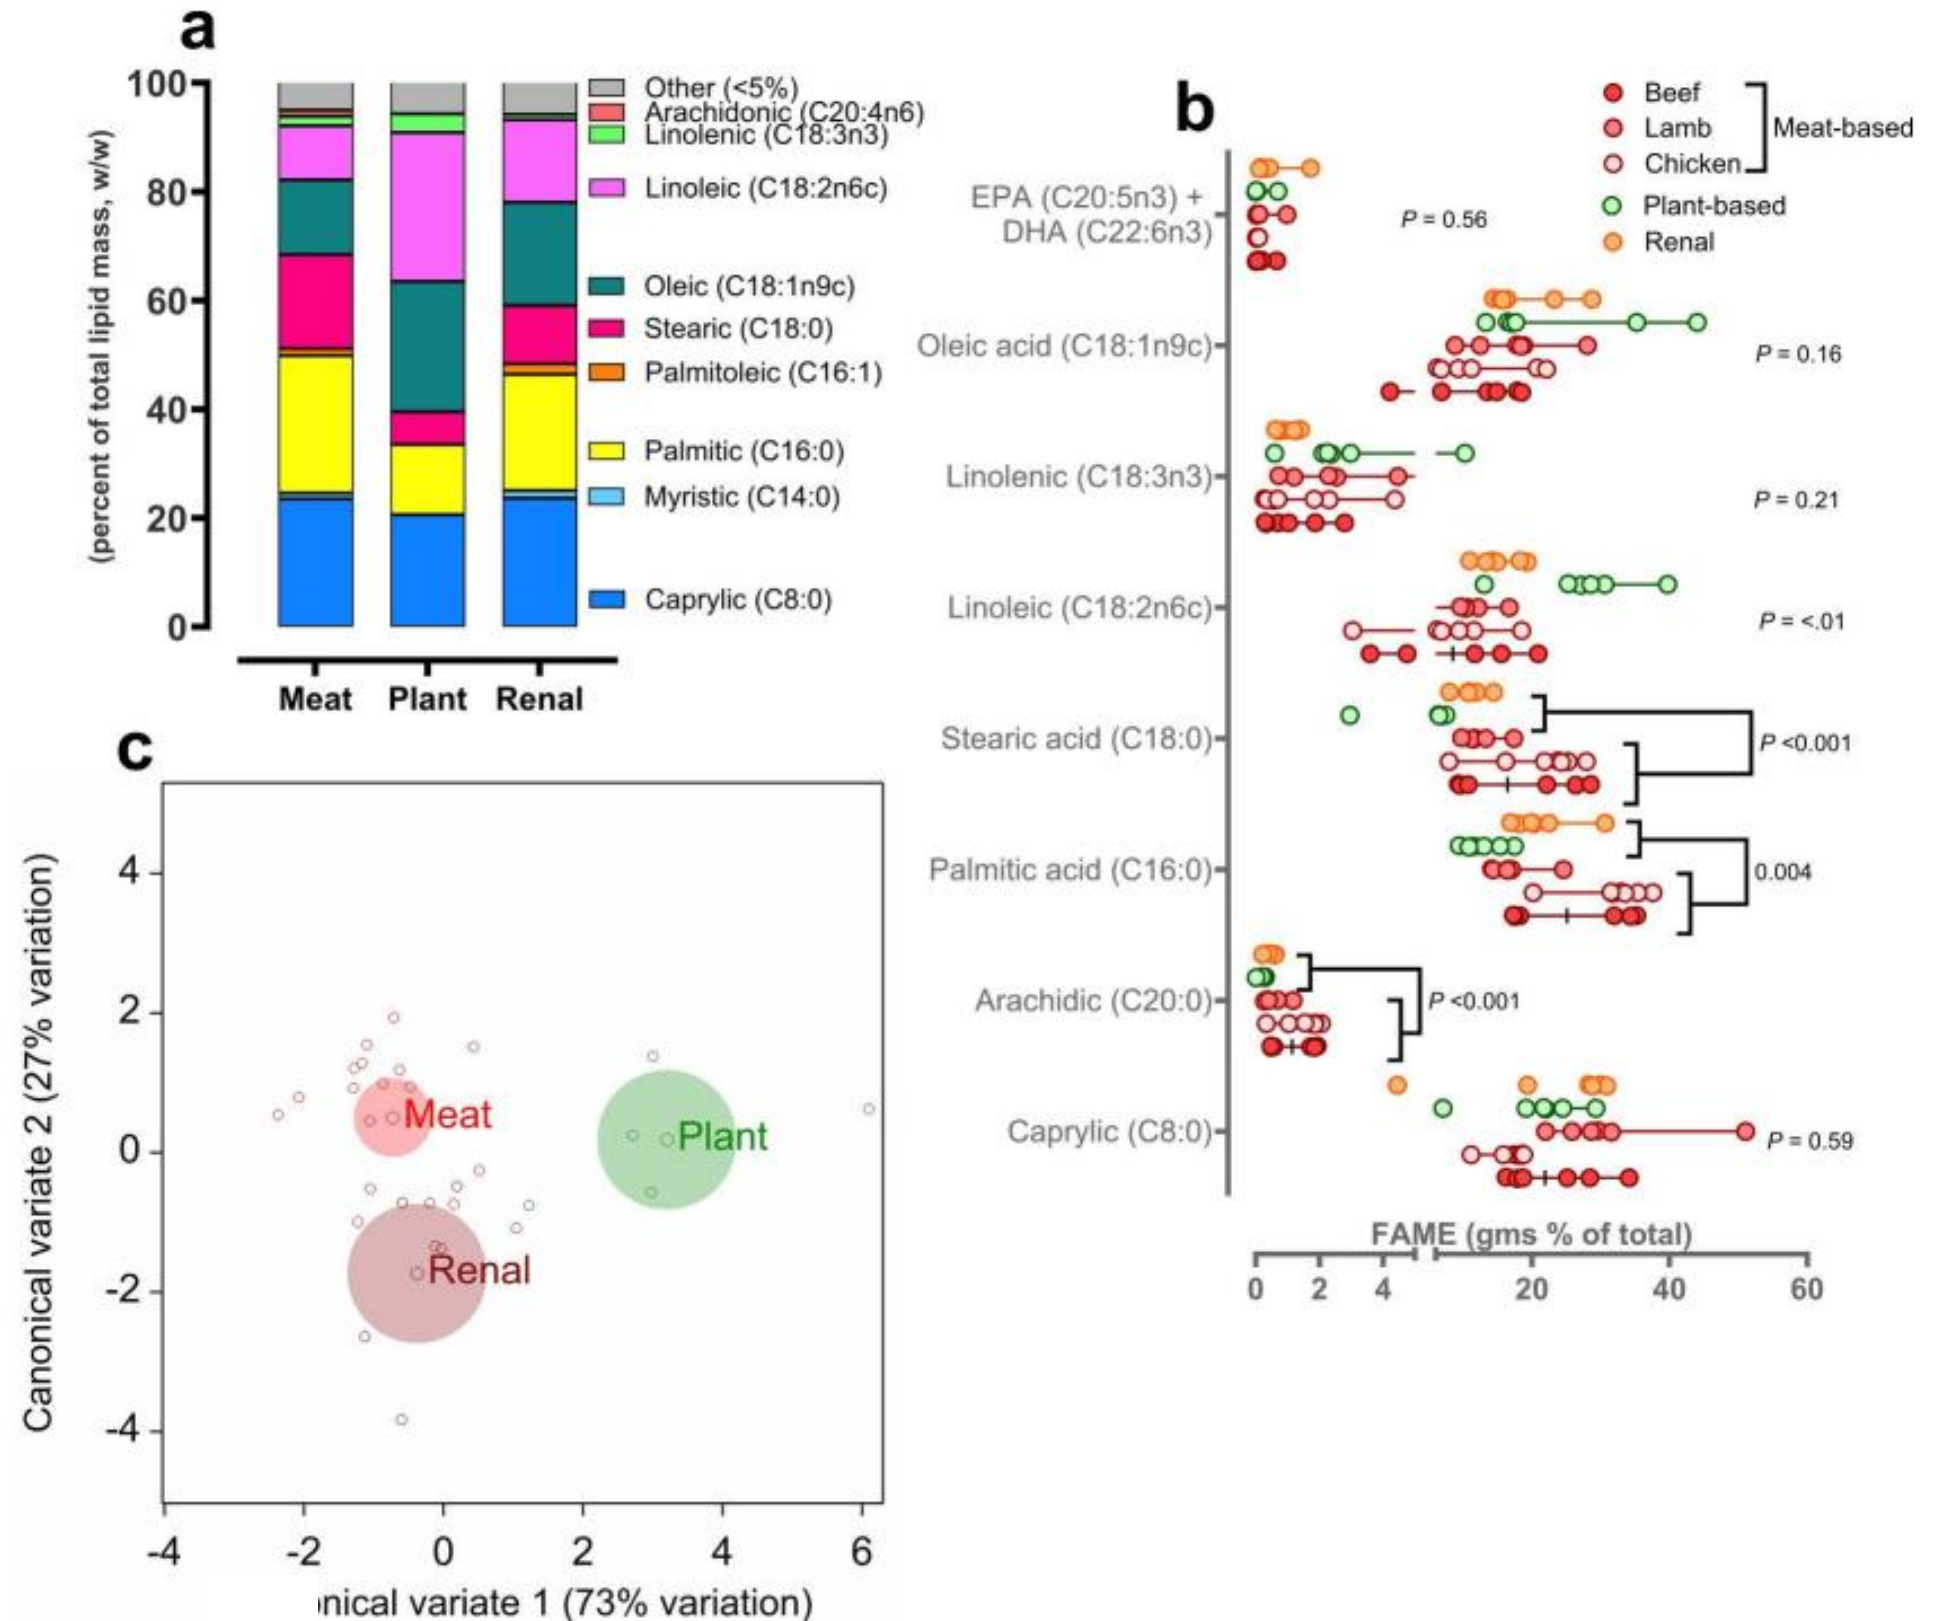 a
100
80
60
40
20
0
(percent of total lipid mass, w/w)
Other (<5%)
Arachidonic (C20:4n6)
Linolenic (C18:3n3)
Linoleic (C18:2n6c)
Oleic (C18:1n9c)
Stearic (C18:0)
Palmitoleic (C16:1)
Palmitic (C16:0)
Myristic (C14:0)
Caprylic (C8:0)
Meat Plant Renal
b
Beef
Lamb
Chicken
Meat-based
Plant-based
Renal
EPA (C20:5n3) +
DHA (C22:6n3)
P = 0.56
Oleic acid (C18:1n9c)
P = 0.16
Linolenic (C18:3n3)
P = 0.21
Linoleic (C18:2n6c)
P = <.01
Stearic acid (C18:0)
P <0.001
Palmitic acid (C16:0)
0.004
Arachidic (C20:0)
P <0.001
Caprylic (C8:0)
P = 0.59
FAME (gms % of total)
0 2 4 20 40 60
c
Canonical variate 2 (27% variation)
4
2
0
-2
-4
Meat
Plant
Renal
-4 -2 0 2 4 6
nical variate 1 (73% variation)